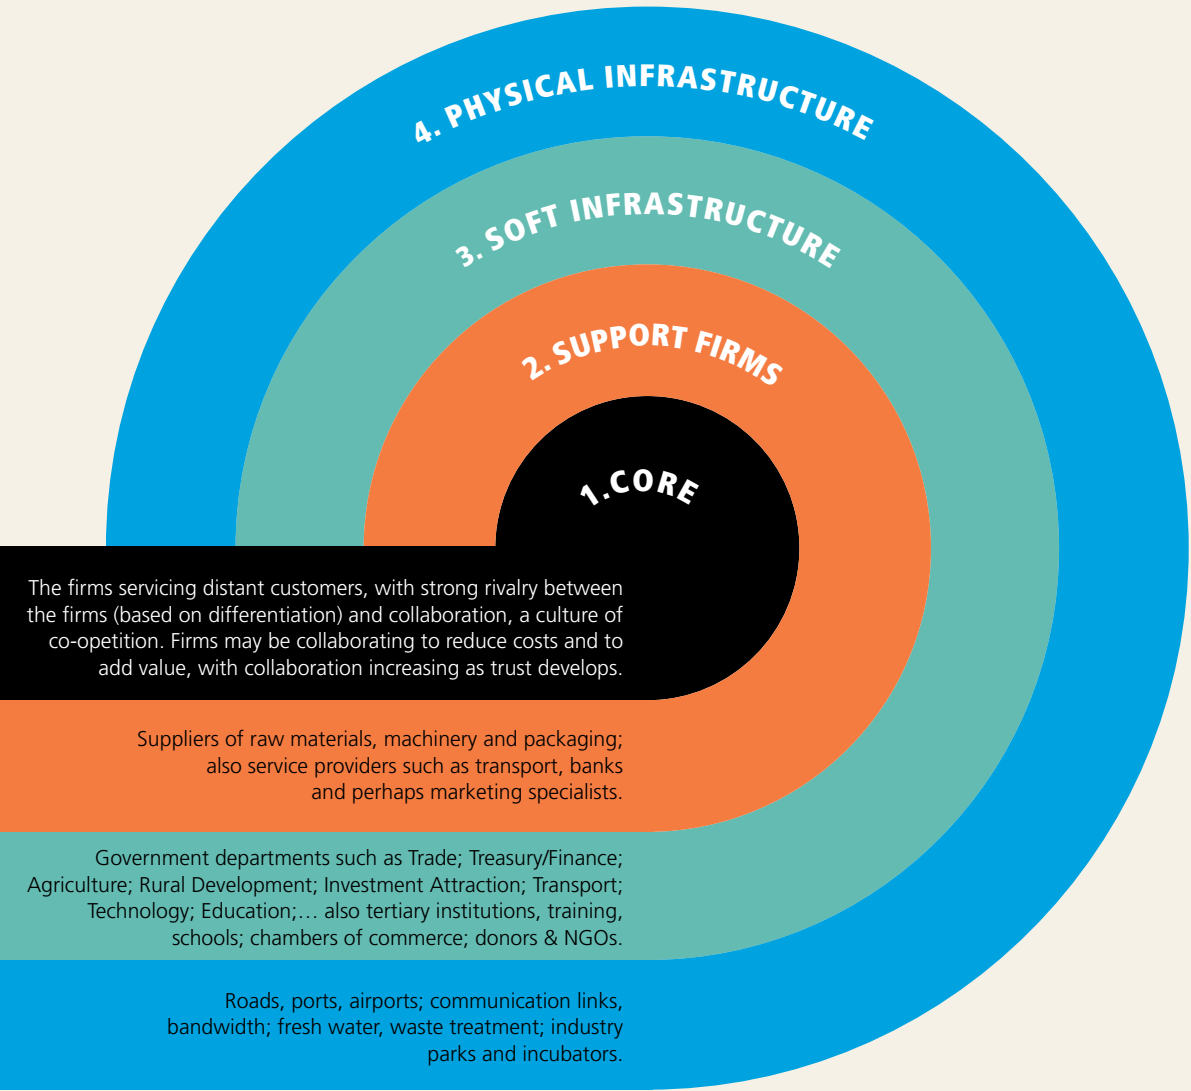 4. PHYSICAL INFRASTRUCTURE
3. SOFT INFRASTRUCTURE
2. SUPPORT FIRMS
1.CORE
The firms servicing distant customers, with strong rivalry between
the firms (based on differentiation) and collaboration, a culture of
co-opetition. Firms may be collaborating to reduce costs and to
add value, with collaboration increasing as trust develops.
Suppliers of raw materials, machinery and packaging;
also service providers such as transport, banks
and perhaps marketing specialists.
Government departments such as Trade; Treasury/Finance;
Agriculture; Rural Development; Investment Attraction; Transport;
Technology; Education;… also tertiary institutions, training,
schools; chambers of commerce; donors & NGOs.
Roads, ports, airports; communication links,
bandwidth; fresh water, waste treatment; industry
parks and incubators.